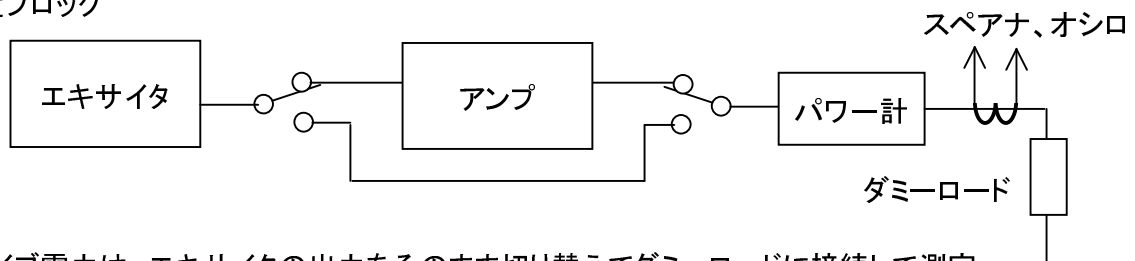 ブロック
スペアナ、オシロ
エキサイタ
アンプ
パワー計
ダミーロード
電力は、エキサイタの出力をそのまま切り替えてダミーロードに接続して測定